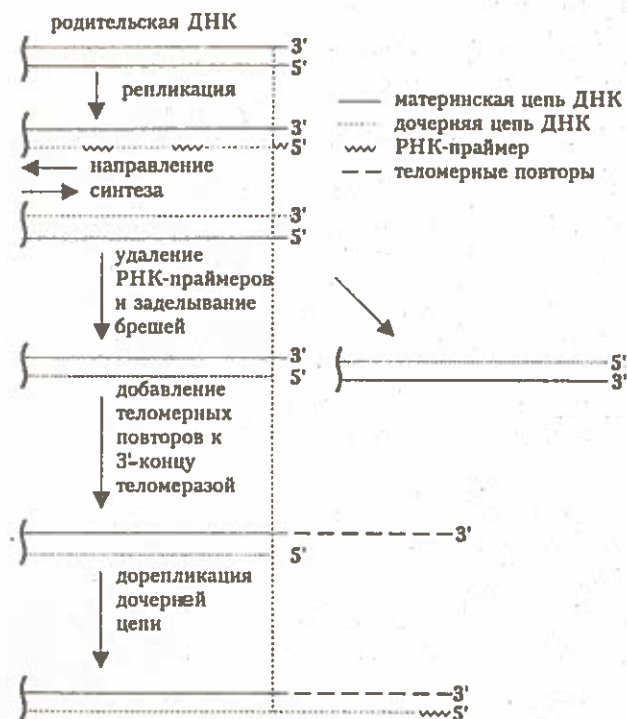 родительская ДНК
3'
5'
репликация
3'
5'
направление
синтеза
3'
5'
материнская цепь ДНК
дочерняя цепь ДНК
РНК-праймер
теломерные повторы
удаление
РНК-праймеров
и заделывание
брешей
3'
5'
5'
3'
добавление
теломерных
повторов к
3'-концу
теломеразой
3'
5'
дорепликация
дочерней
цепи
3'
5'